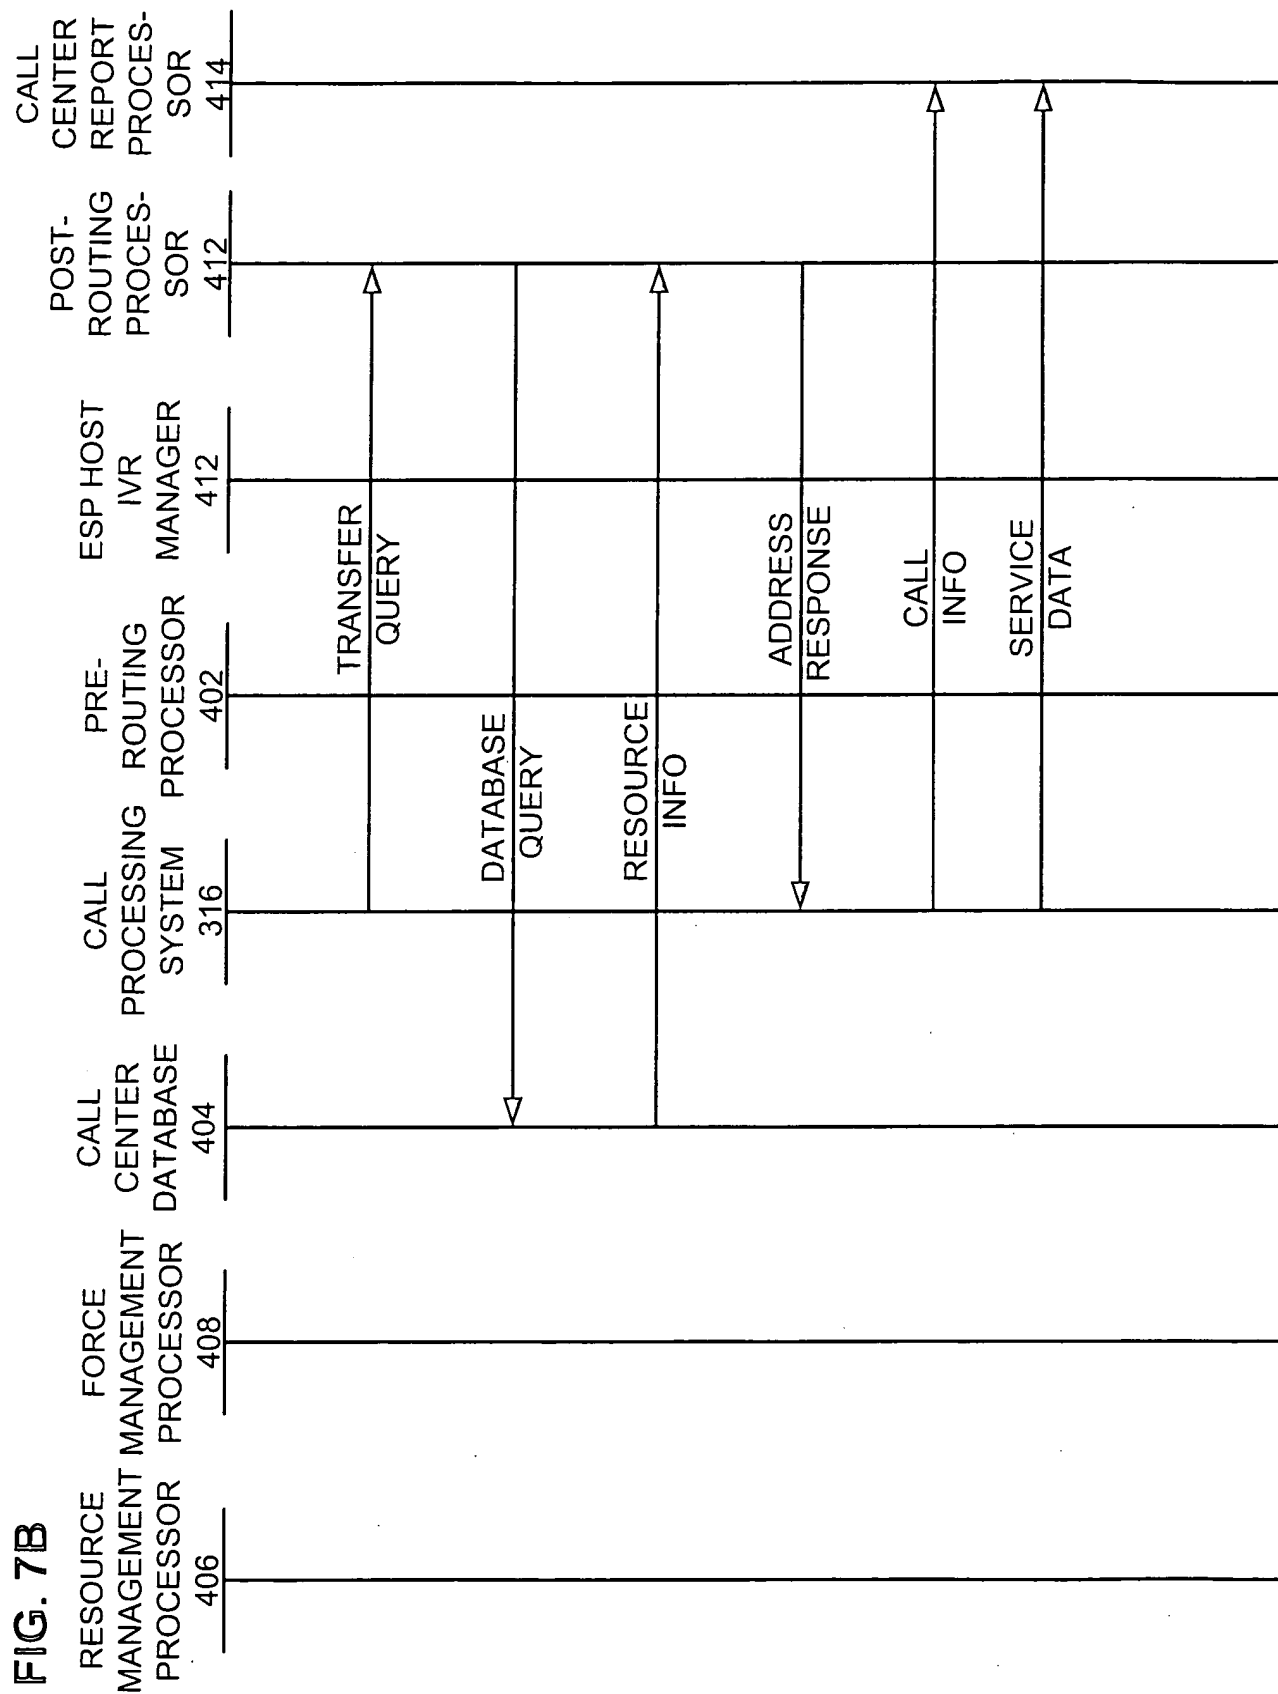 FIG. 7B
RESOURCE
MANAGEMENT
PROCESSOR
406
FORCE
MANAGEMENT
PROCESSOR
408
CALL
CENTER
DATABASE
404
CALL
PROCESSING
SYSTEM
316
PRE-
ROUTING
PROCESSOR
402
ESP HOST
IVR
MANAGER
412
POST-
ROUTING
PROCES-
SOR
412
CALL
CENTER
REPORT
PROCES-
SOR
414
TRANSFER
QUERY
DATABASE
QUERY
RESOURCE
INFO
ADDRESS
RESPONSE
CALL
INFO
SERVICE
DATA